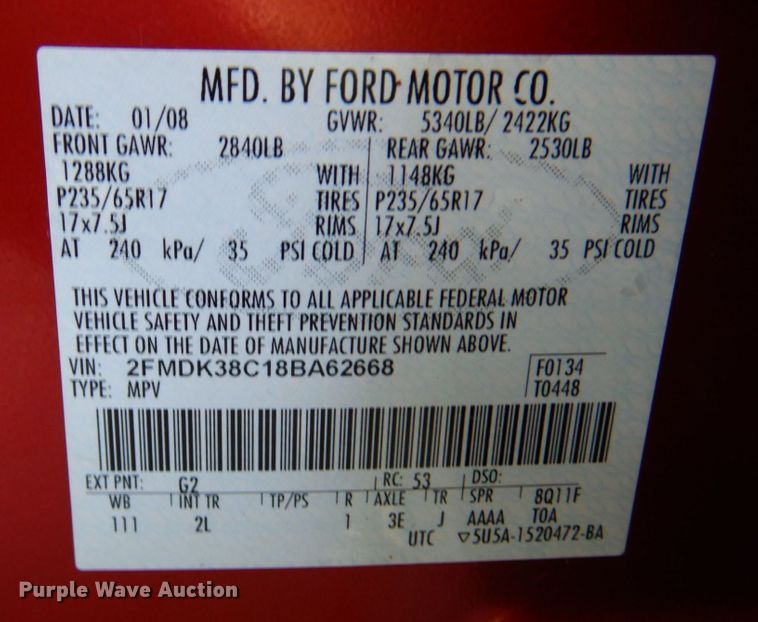 MFD. BY FORD MOTOR CO.
DATE: 01/08 GVWR: 5340LB/ 2422KG
FRONT GAWR: 2840LB REAR GAWR: 2530LB
1288KG WITH 1148KG WITH
P235/65R17 TIRES P235/65R17 TIRES
17x7.5J RIMS 17x7.5J RIMS
AT 240 kPa/ 35 PSI COLD AT 240 kPa/ 35 PSI COLD
THIS VEHICLE CONFORMS TO ALL APPLICABLE FEDERAL MOTOR
VEHICLE SAFETY AND THEFT PREVENTION STANDARDS IN
EFFECT ON THE DATE OF MANUFACTURE SHOWN ABOVE.
VIN: 2FMDK38C18BA62668 F0134
TYPE: MPV T0448
EXT PNT: G2 RC: 53 DSO:
WB INT TR TP/PS R AXLE TR SPR 8Q11F
111 2L 1 3E J AAAA T0A
UTC ▽5U5A-1520472-BA
Purple Wave Auction